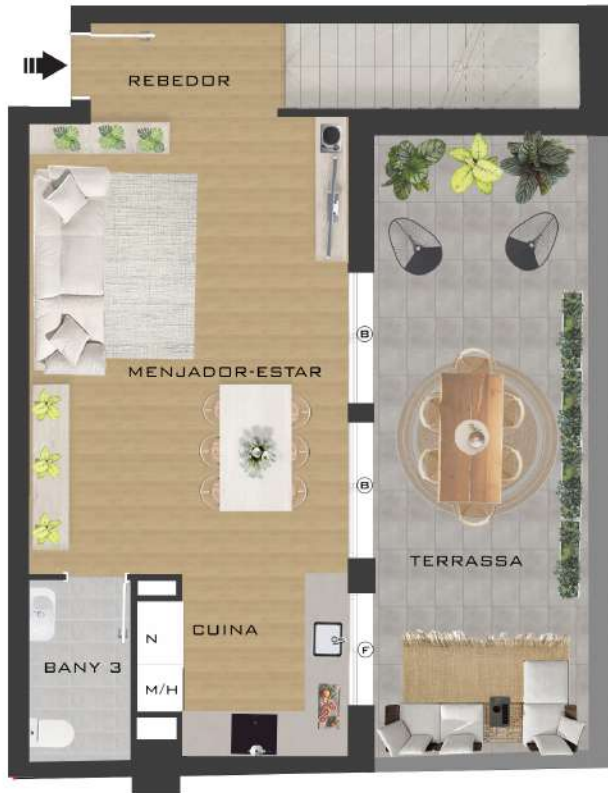 REBEDOR
B
MENJADOR-ESTAR
B
TERRASSA
CUINA
N
F
BANY 3
M/H